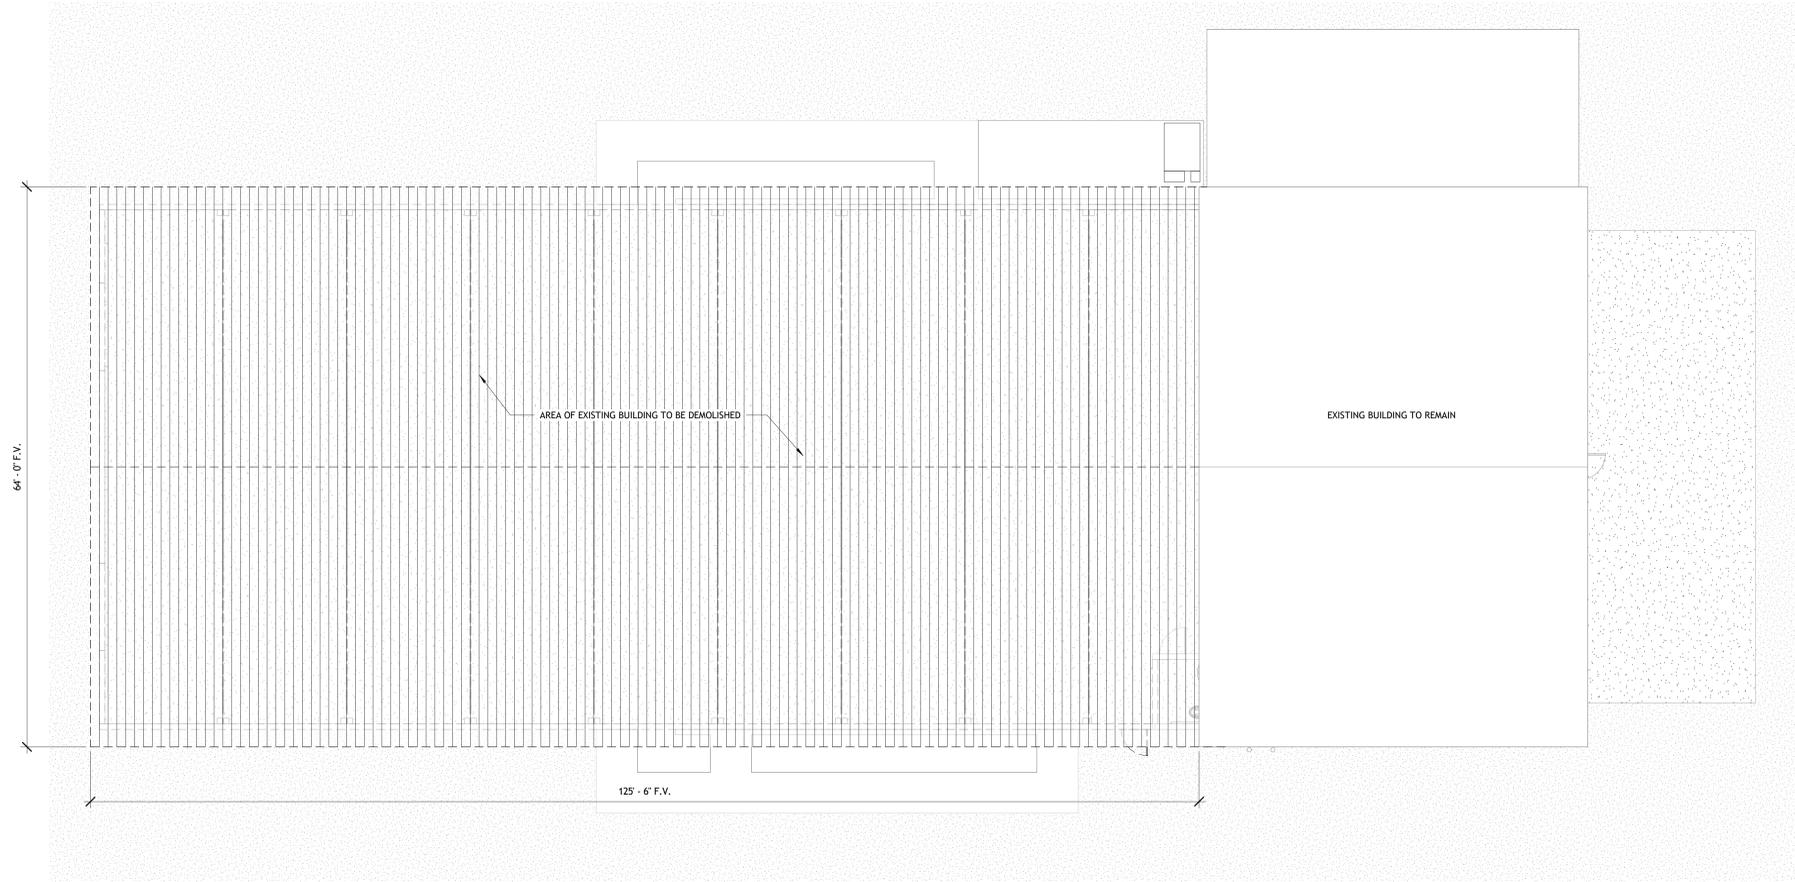 AREA OF EXISTING BUILDING TO BE DEMOLISHED
EXISTING BUILDING TO REMAIN
64' - 0" F.V.
125' - 6" F.V.